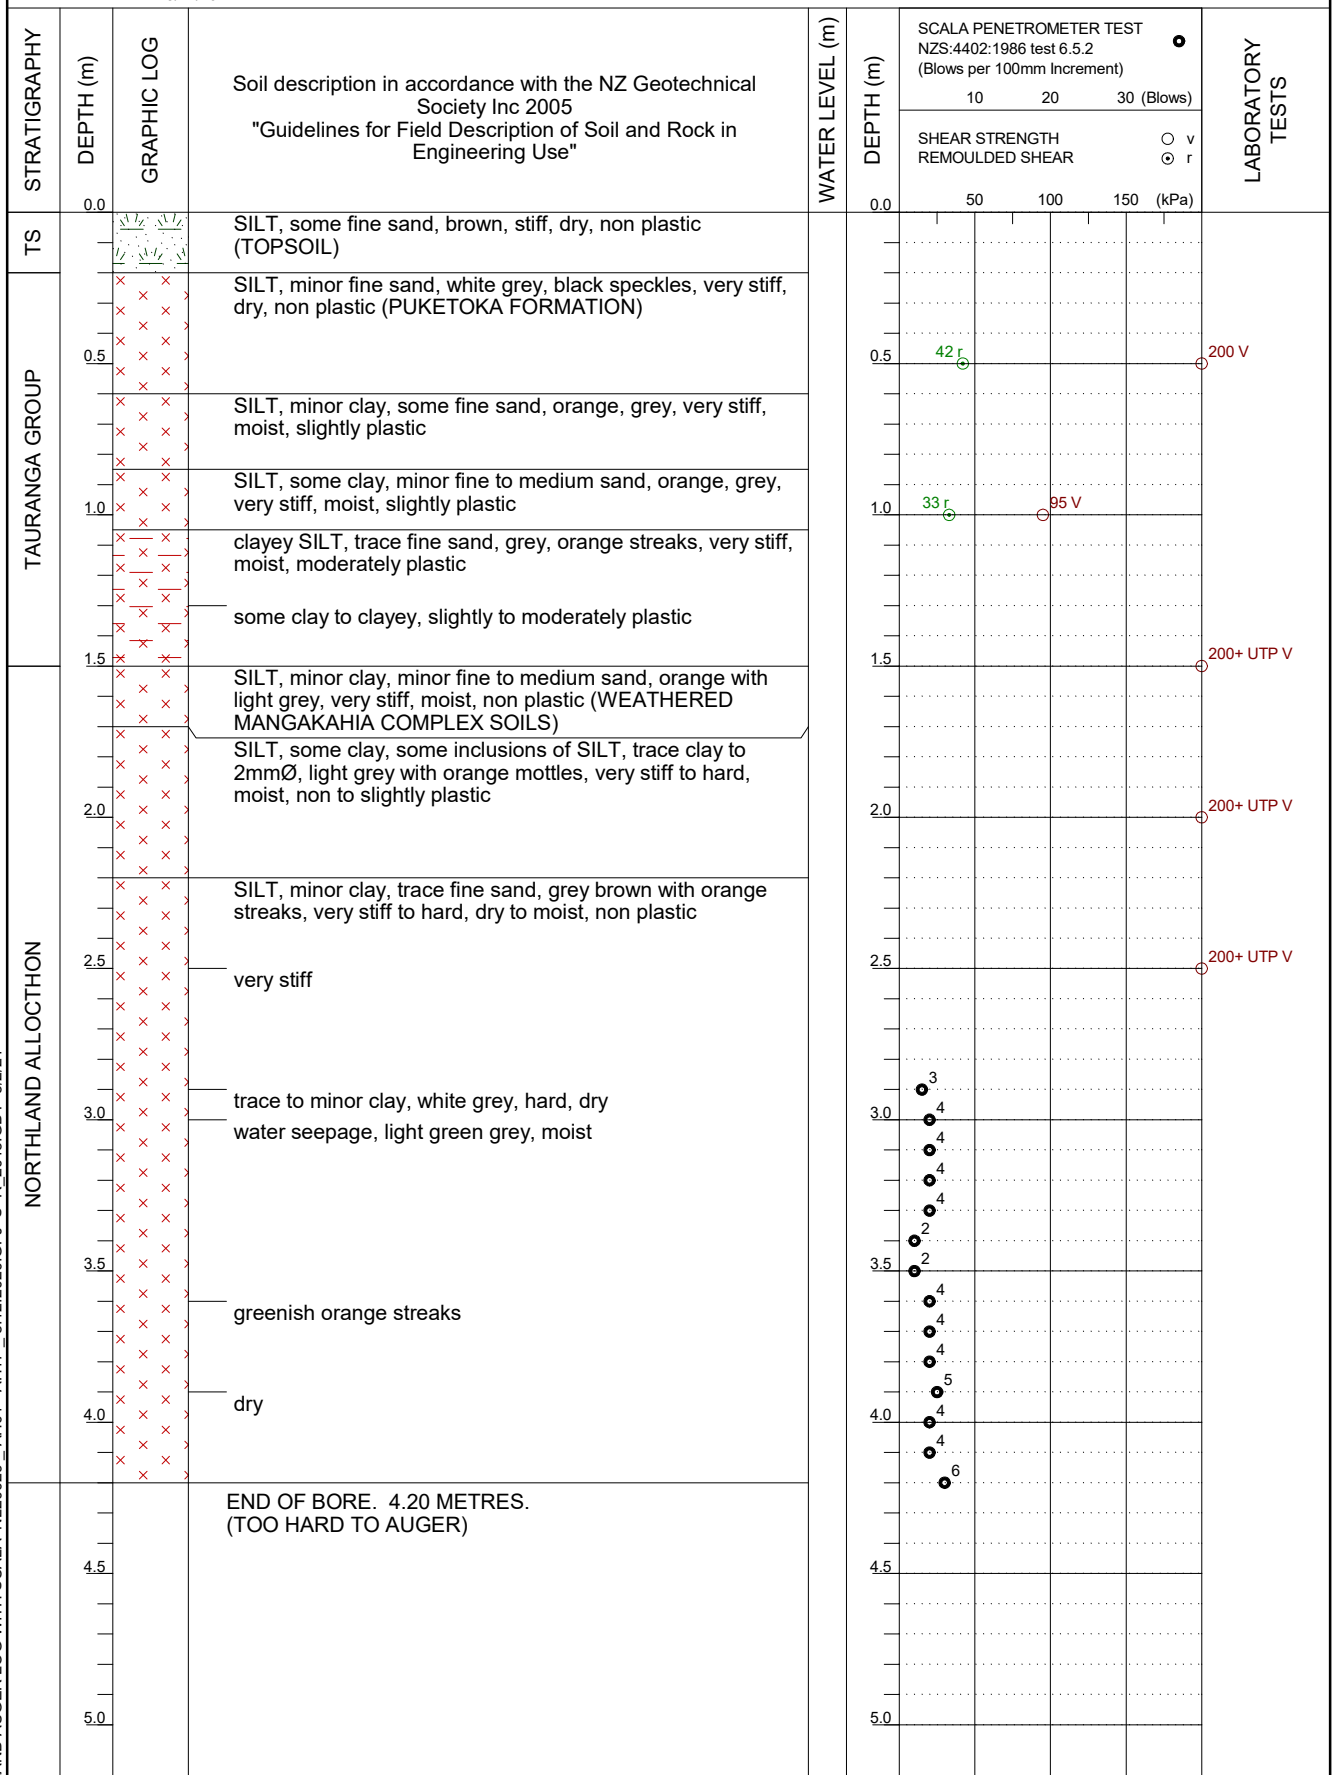 STRATIGRAPHY
DEPTH (m)
GRAPHIC LOG
Soil description in accordance with the NZ Geotechnical
Society Inc 2005
"Guidelines for Field Description of Soil and Rock in
Engineering Use"
WATER LEVEL (m)
DEPTH (m)
SCALA PENETROMETER TEST
NZS:4402:1986 test 6.5.2
(Blows per 100mm Increment)
10 20 30 (Blows)
SHEAR STRENGTH v
REMOULDED SHEAR r
50 100 150 (kPa)
LABORATORY
TESTS
0.0 0.0
TS
SILT, some fine sand, brown, stiff, dry, non plastic
(TOPSOIL)
TAURANGA GROUP
SILT, minor fine sand, white grey, black speckles, very stiff,
dry, non plastic (PUKETOKA FORMATION)
0.5 0.5 42 r 200 V
SILT, minor clay, some fine sand, orange, grey, very stiff,
moist, slightly plastic
SILT, some clay, minor fine to medium sand, orange, grey,
very stiff, moist, slightly plastic
1.0 1.0 33 r 95 V
clayey SILT, trace fine sand, grey, orange streaks, very stiff,
moist, moderately plastic
some clay to clayey, slightly to moderately plastic
1.5 1.5 200+ UTP V
NORTHLAND ALLOCTHON
SILT, minor clay, minor fine to medium sand, orange with
light grey, very stiff, moist, non plastic (WEATHERED
MANGAKAHIA COMPLEX SOILS)
SILT, some clay, some inclusions of SILT, trace clay to
2mmØ, light grey with orange mottles, very stiff to hard,
moist, non to slightly plastic
2.0 2.0 200+ UTP V
SILT, minor clay, trace fine sand, grey brown with orange
streaks, very stiff to hard, dry to moist, non plastic
2.5 2.5 200+ UTP V
very stiff
3
trace to minor clay, white grey, hard, dry
3.0 3.0 4
water seepage, light green grey, moist
4
4
4
2
3.5 3.5 2
4
greenish orange streaks
4
4
5
dry
4.0 4.0 4
4
6
END OF BORE. 4.20 METRES.
(TOO HARD TO AUGER)
4.5 4.5
5.0 5.0